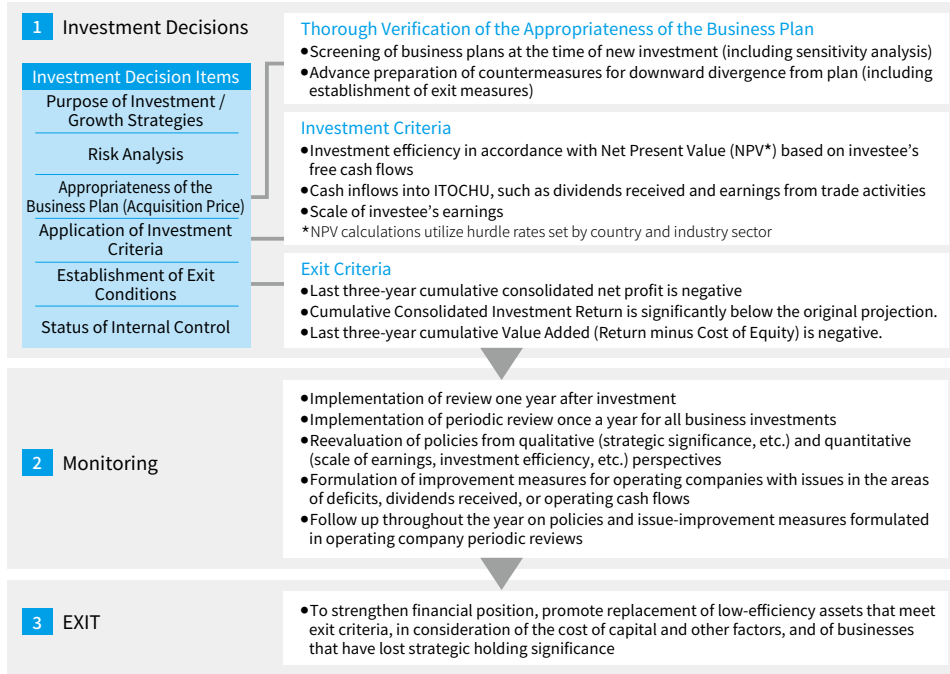 1 Investment Decisions
Investment Decision Items
Purpose of Investment /
Growth Strategies
Risk Analysis
Appropriateness of the
Business Plan (Acquisition Price)
Application of Investment
Criteria
Establishment of Exit
Conditions
Status of Internal Control
Thorough Verification of the Appropriateness of the Business Plan
●Screening of business plans at the time of new investment (including sensitivity analysis)
●Advance preparation of countermeasures for downward divergence from plan (including
establishment of exit measures)
Investment Criteria
●Investment efficiency in accordance with Net Present Value (NPV*) based on investee’s
free cash flows
●Cash inflows into ITOCHU, such as dividends received and earnings from trade activities
●Scale of investee’s earnings
*NPV calculations utilize hurdle rates set by country and industry sector
Exit Criteria
●Last three-year cumulative consolidated net profit is negative
●Cumulative Consolidated Investment Return is significantly below the original projection.
●Last three-year cumulative Value Added (Return minus Cost of Equity) is negative.
2 Monitoring
●Implementation of review one year after investment
●Implementation of periodic review once a year for all business investments
●Reevaluation of policies from qualitative (strategic significance, etc.) and quantitative
(scale of earnings, investment efficiency, etc.) perspectives
●Formulation of improvement measures for operating companies with issues in the areas
of deficits, dividends received, or operating cash flows
●Follow up throughout the year on policies and issue-improvement measures formulated
in operating company periodic reviews
3 EXIT
●To strengthen financial position, promote replacement of low-efficiency assets that meet
exit criteria, in consideration of the cost of capital and other factors, and of businesses
that have lost strategic holding significance